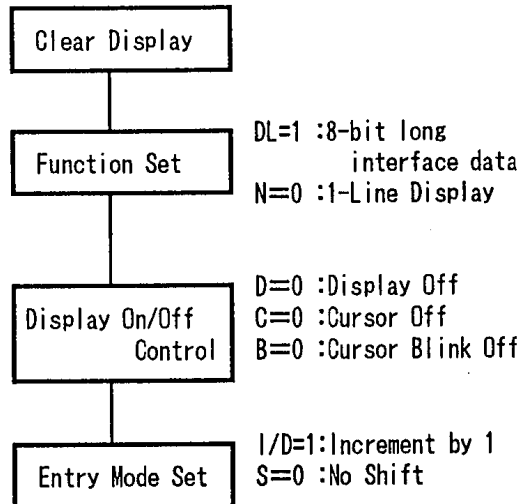 Clear Display
Function Set
DL=1 :8-bit long
interface data
N=0 :1-Line Display
Display On/Off
Control
D=0 :Display Off
C=0 :Cursor Off
B=0 :Cursor Blink Off
Entry Mode Set
I/D=1:Increment by 1
S=0 :No Shift